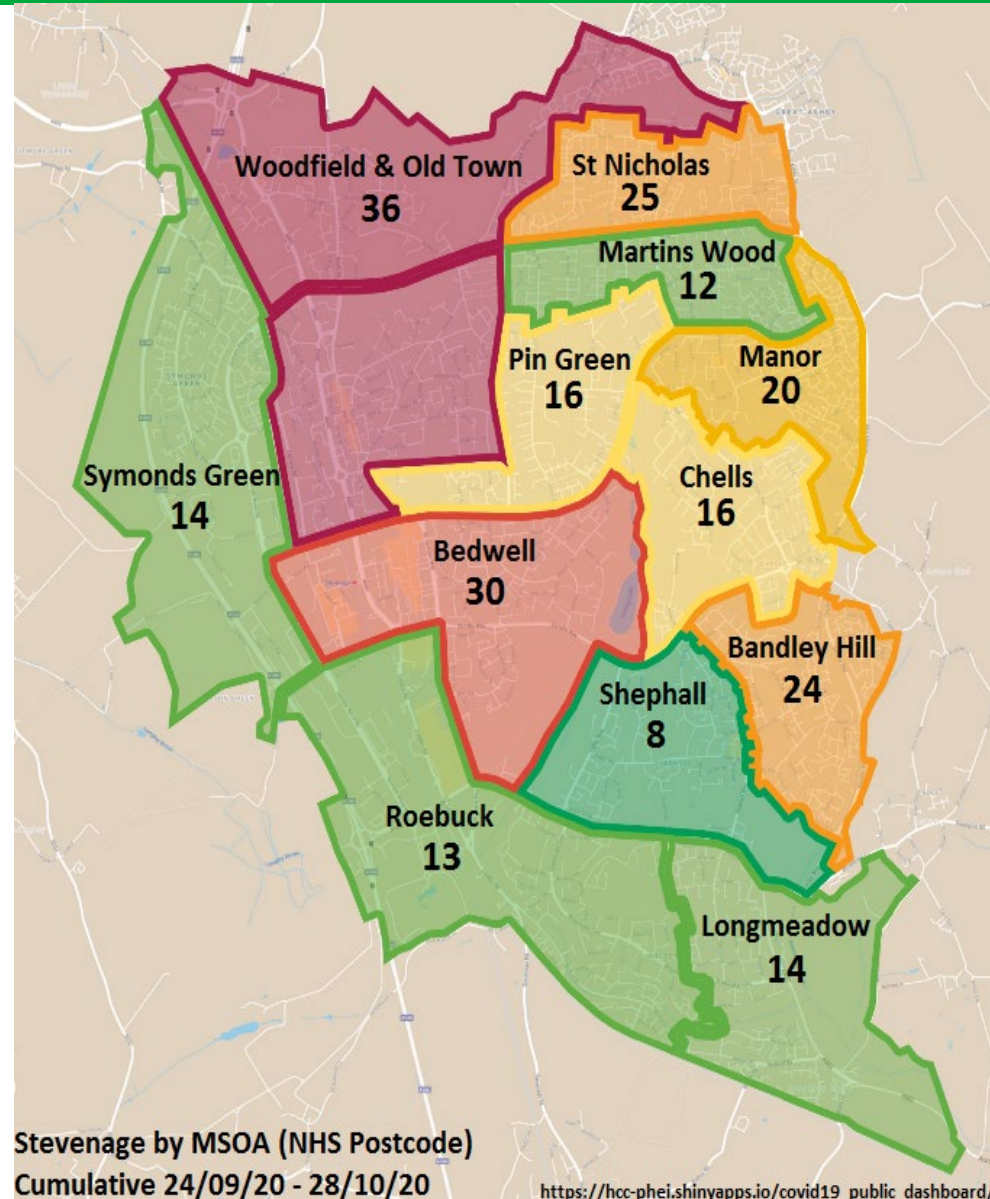 Woodfield & Old Town
36
St Nicholas
25
Martins Wood
12
Pin Green
16
Manor
20
Symonds Green
14
Chells
16
Bedwell
30
Bandley Hill
24
Shephall
8
Roebuck
13
Longmeadow
14
Stevenage by MSOA (NHS Postcode)
Cumulative 24/09/20 - 28/10/20
https://hcc-phei.shinyapps.io/covid19_public_dashboard/